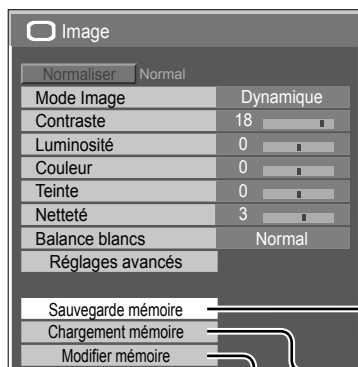 Image
Normaliser Normal
Mode Image Dynamique
Contraste 18
Luminosité 0
Couleur 0
Teinte 0
Netteté 3
Balance blancs Normal
Réglages avancés
Sauvegarde mémoire
Chargement mémoire
Modifier mémoire